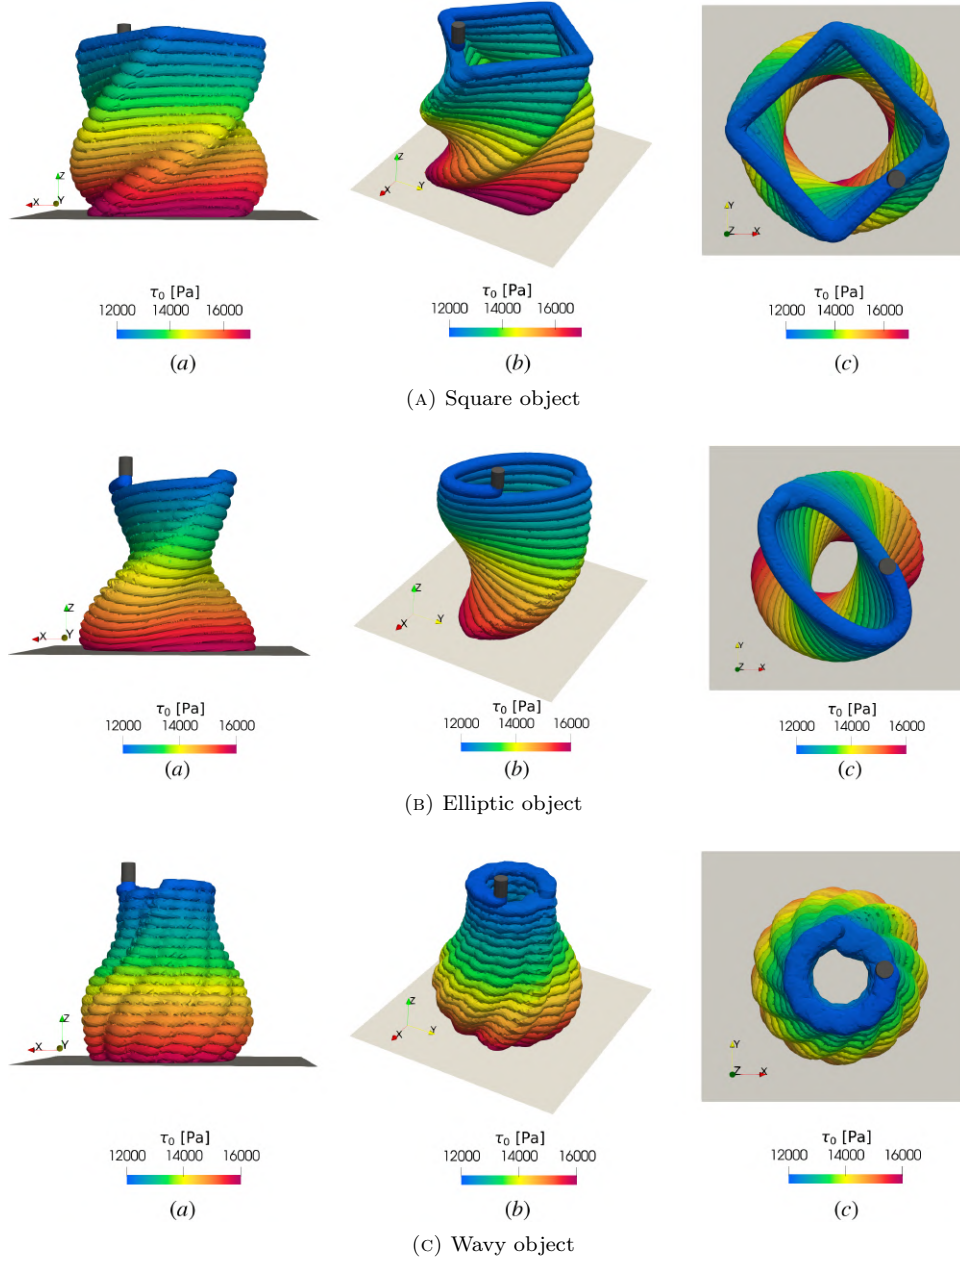 Z
X
Y
Z
X
Y
Y
Z
X
τ₀ [Pa]
12000 14000 16000
τ₀ [Pa]
12000 14000 16000
τ₀ [Pa]
12000 14000 16000
(a)
(b)
(c)
(A) Square object
Z
X
Y
Z
X
Y
Y
Z
X
τ₀ [Pa]
12000 14000 16000
τ₀ [Pa]
12000 14000 16000
τ₀ [Pa]
12000 14000 16000
(a)
(b)
(c)
(B) Elliptic object
Z
X
Y
Z
X
Y
Y
Z
X
τ₀ [Pa]
12000 14000 16000
τ₀ [Pa]
12000 14000 16000
τ₀ [Pa]
12000 14000 16000
(a)
(b)
(c)
(C) Wavy object